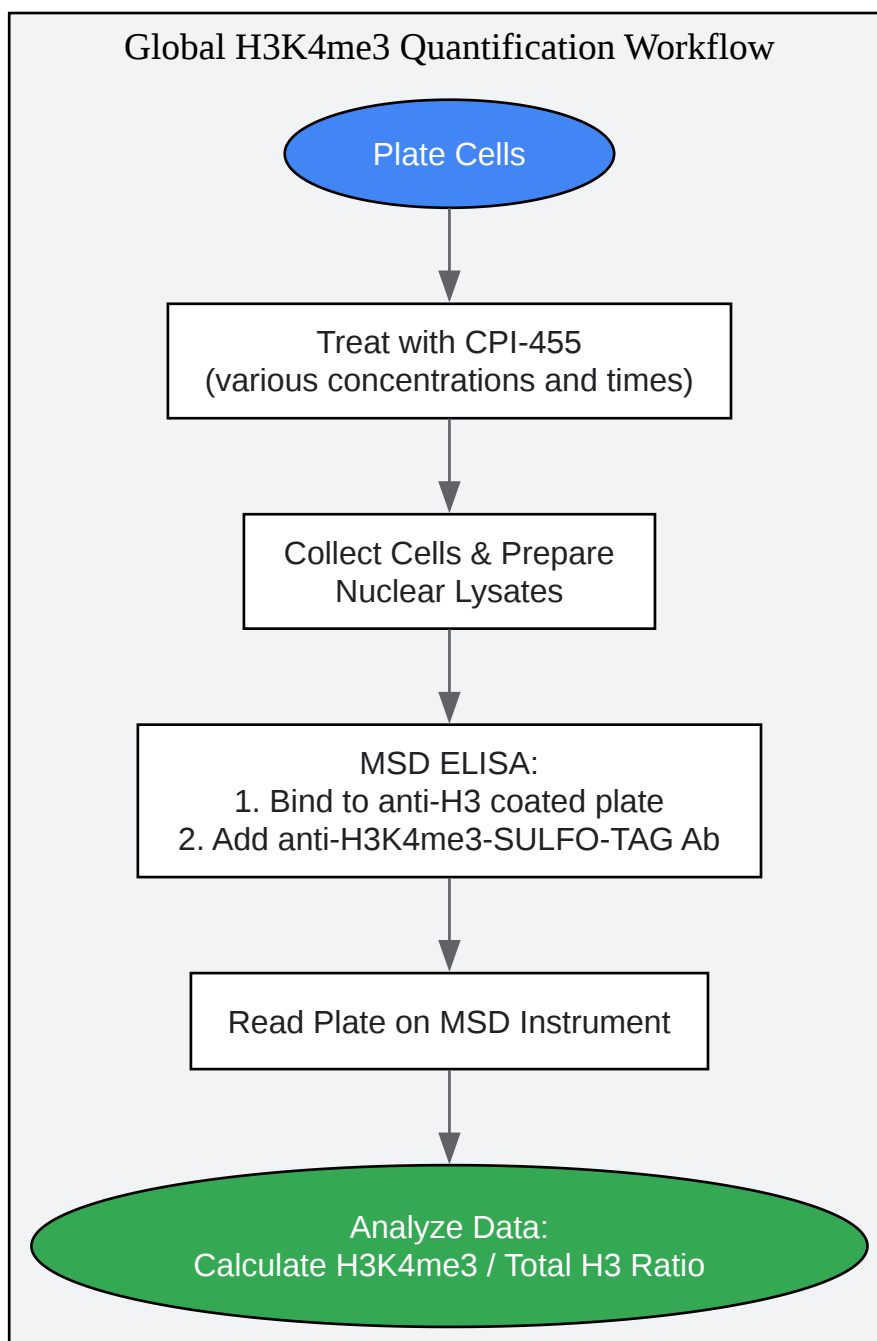 Global H3K4me3 Quantification Workflow
Plate Cells
Treat with CPI-455
(various concentrations and times)
Collect Cells & Prepare
Nuclear Lysates
MSD ELISA:
1. Bind to anti-H3 coated plate
2. Add anti-H3K4me3-SULFO-TAG Ab
Read Plate on MSD Instrument
Analyze Data:
Calculate H3K4me3 / Total H3 Ratio